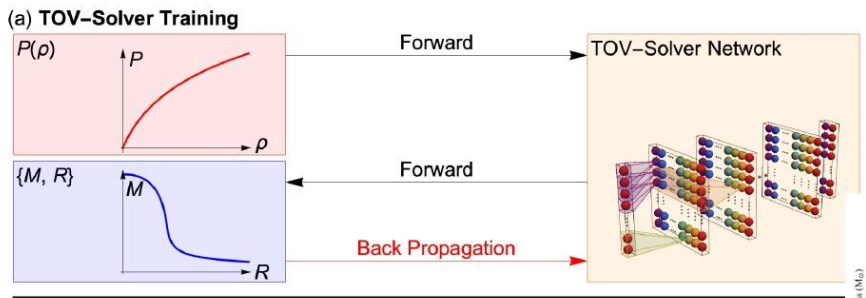 (a) TOV–Solver Training
P(ρ)
P
ρ
Forward
TOV–Solver Network
Forward
{M, R}
M
R
Back Propagation
(M⊙)